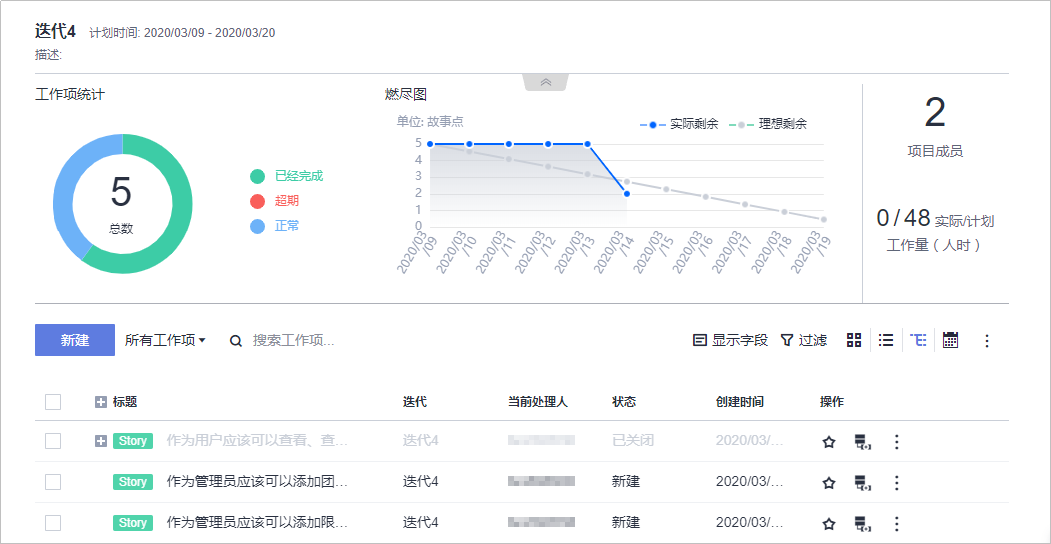 迭代4 计划时间: 2020/03/09 - 2020/03/20
描述:
工作项统计
5
总数
已经完成
超期
正常
燃尽图
单位: 故事点
实际剩余 理想剩余
5
4
3
2
1
0
2020/03/09
2020/03/10
2020/03/11
2020/03/12
2020/03/13
2020/03/14
2020/03/15
2020/03/16
2020/03/17
2020/03/18
2020/03/19
2
项目成员
0 / 48 实际/计划
工作量 ( 人时 )
新建 所有工作项 搜索工作项... 显示字段 过滤
标题 迭代 当前处理人 状态 创建时间 操作
Story 作为用户应该可以查看、查... 迭代4 已关闭 2020/03/...
Story 作为管理员应该可以添加团... 迭代4 新建 2020/03/...
Story 作为管理员应该可以添加限... 迭代4 新建 2020/03/...